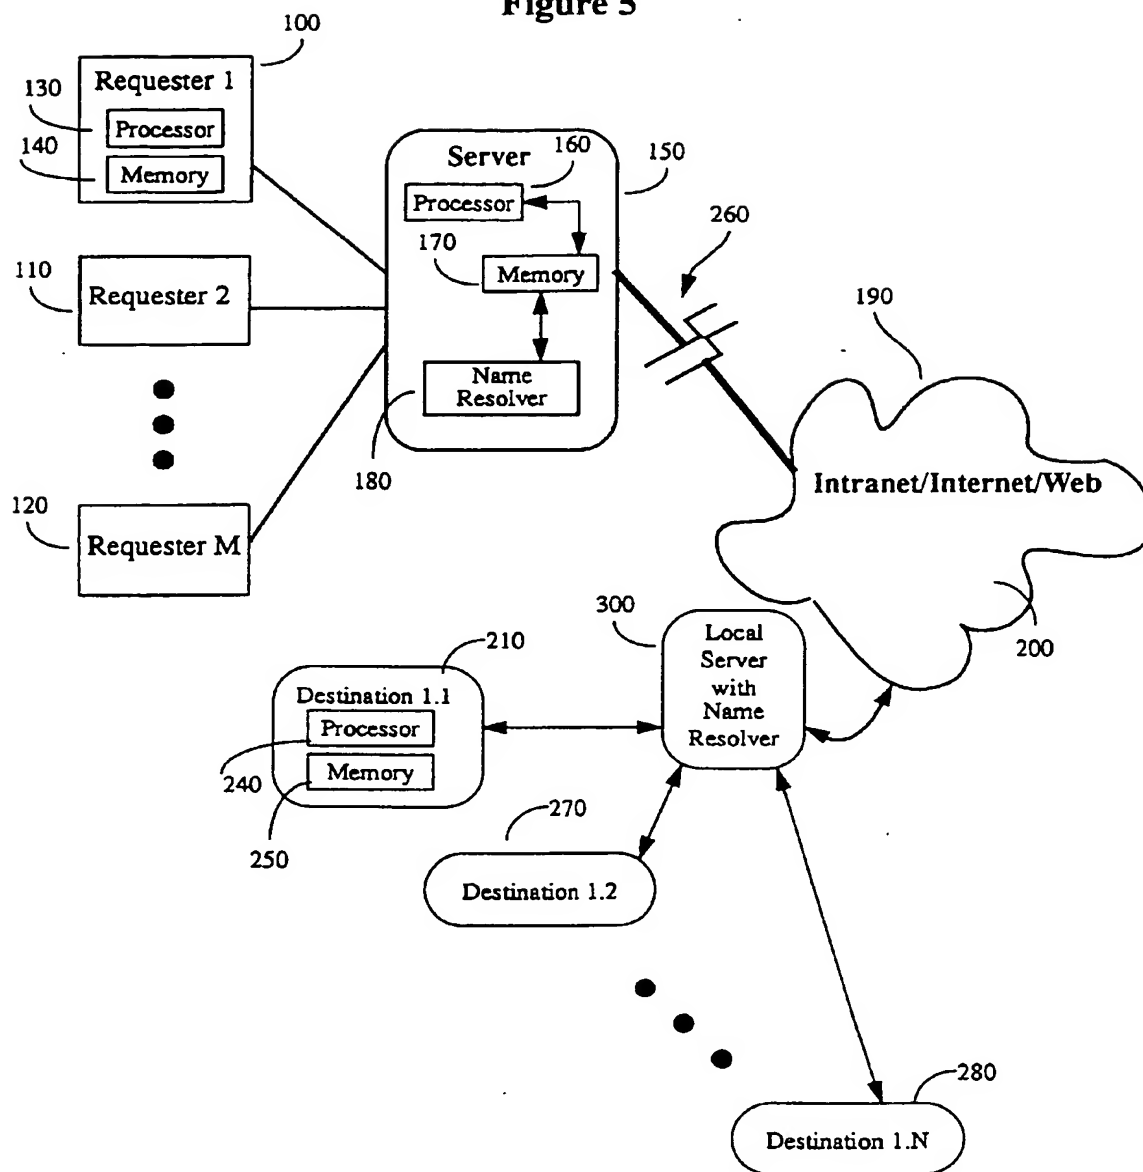 Figure 5
100
Requester 1
130
Processor
140
Memory
Server
160
150
Processor
260
170
Memory
110
Requester 2
190
Name
Resolver
180
Intranet/Internet/Web
120
Requester M
300
Local
Server
with
Name
Resolver
200
210
Destination 1.1
Processor
240
Memory
250
270
Destination 1.2
280
Destination 1.N